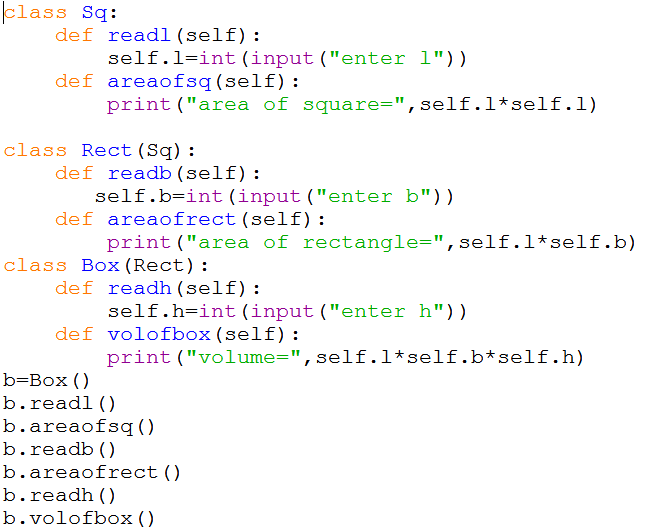 class Sq:
    def readl(self):
        self.l=int(input("enter l"))
    def areaofsq(self):
        print("area of square=",self.l*self.l)

class Rect(Sq):
    def readb(self):
       self.b=int(input("enter b"))
    def areaofrect(self):
        print("area of rectangle=",self.l*self.b)
class Box(Rect):
    def readh(self):
        self.h=int(input("enter h"))
    def volofbox(self):
        print("volume=",self.l*self.b*self.h)
b=Box()
b.readl()
b.areaofsq()
b.readb()
b.areaofrect()
b.readh()
b.volofbox()